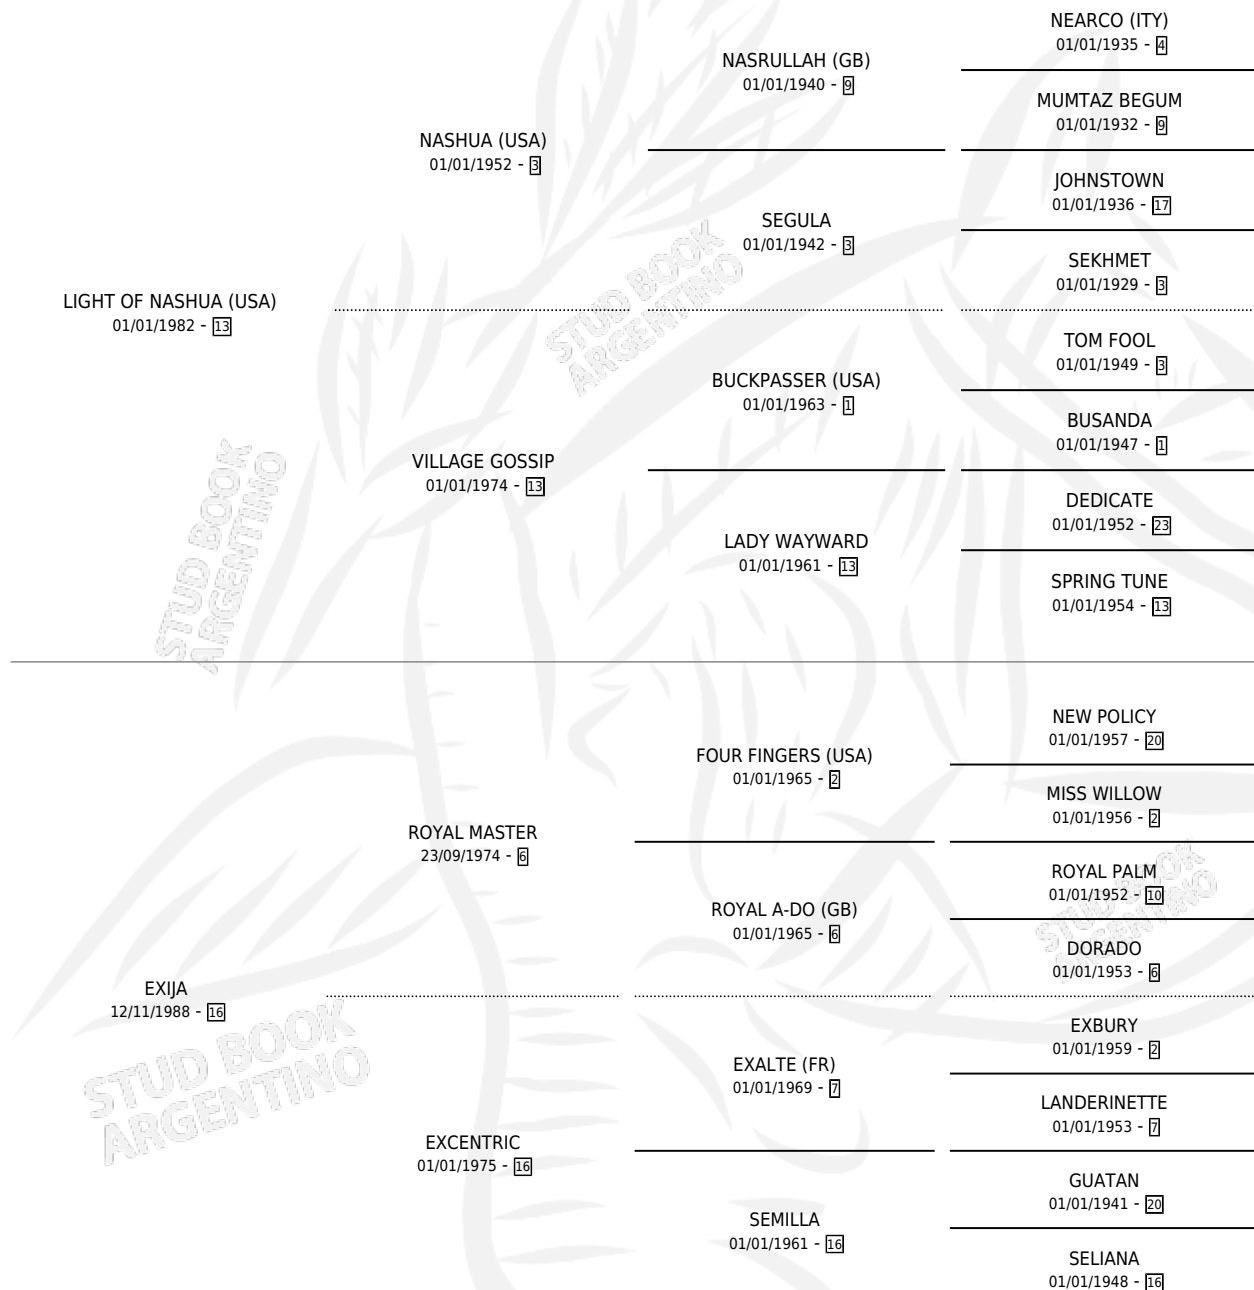 NEARCO (ITY)
01/01/1935 - 4
NASRULLAH (GB)
01/01/1940 - 9
MUMTAZ BEGUM
01/01/1932 - 9
NASHUA (USA)
01/01/1952 - 3
JOHNSTOWN
01/01/1936 - 17
SEGULA
01/01/1942 - 3
SEKHMET
01/01/1929 - 3
LIGHT OF NASHUA (USA)
01/01/1982 - 13
TOM FOOL
01/01/1949 - 3
BUCKPASSER (USA)
01/01/1963 - 1
BUSANDA
01/01/1947 - 1
VILLAGE GOSSIP
01/01/1974 - 13
DEDICATE
01/01/1952 - 23
LADY WAYWARD
01/01/1961 - 13
SPRING TUNE
01/01/1954 - 13
STUD BOOK
ARGENTINO
STUD BOOK
ARGENTINO
NEW POLICY
01/01/1957 - 20
FOUR FINGERS (USA)
01/01/1965 - 2
MISS WILLOW
01/01/1956 - 2
ROYAL MASTER
23/09/1974 - 6
ROYAL PALM
01/01/1952 - 10
ROYAL A-DO (GB)
01/01/1965 - 6
DORADO
01/01/1953 - 6
EXIJA
12/11/1988 - 16
EXBURY
01/01/1959 - 2
EXALTE (FR)
01/01/1969 - 7
LANDERINETTE
01/01/1953 - 7
EXCENTRIC
01/01/1975 - 16
GUATAN
01/01/1941 - 20
SEMILLA
01/01/1961 - 16
SELIANA
01/01/1948 - 16
STUD BOOK
ARGENTINO
STUD BOOK
ARGENTINO